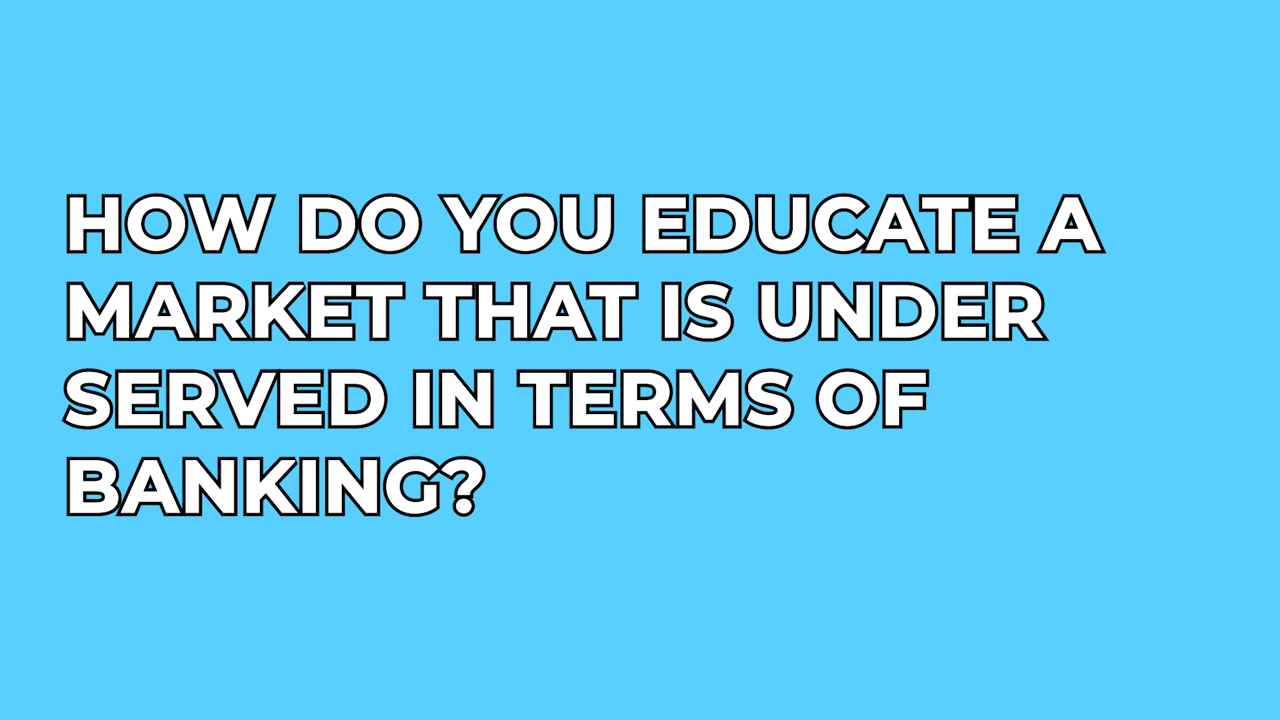 HOW DO YOU EDUCATE A
MARKET THAT IS UNDER
SERVED IN TERMS OF
BANKING?